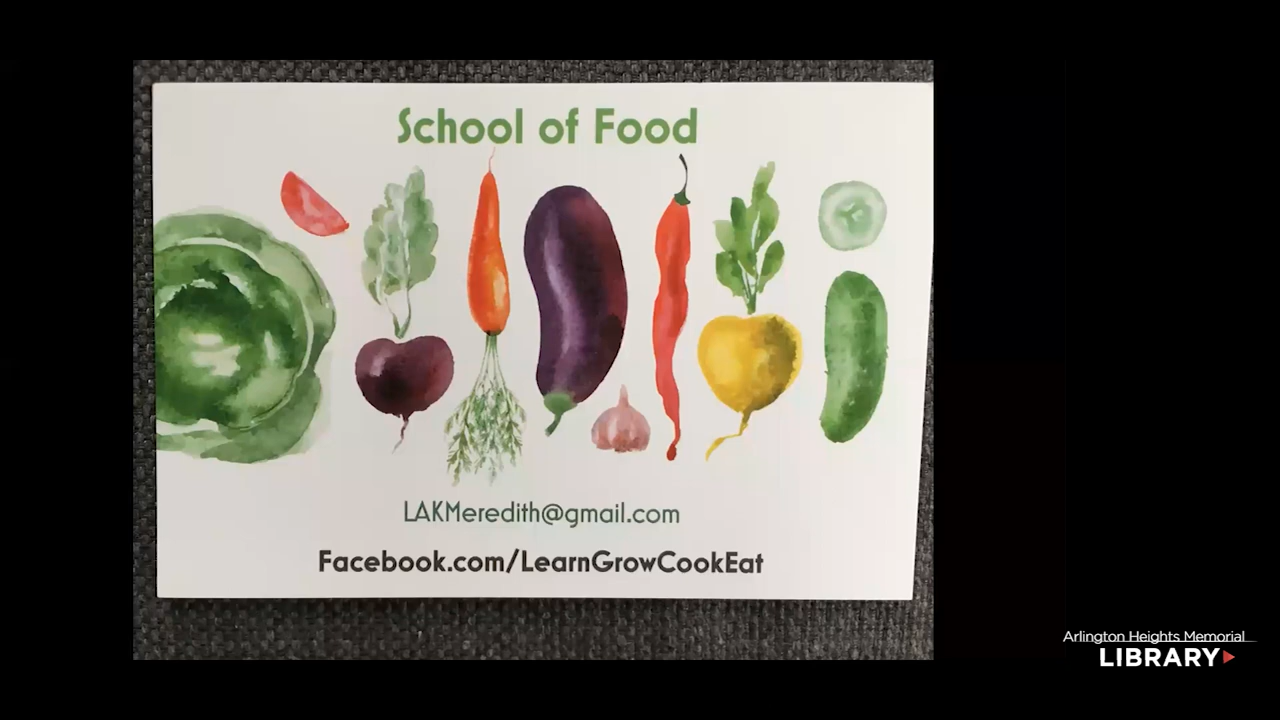 School of Food
LAKMeredith@gmail.com
Facebook.com/LearnGrowCookEat
Arlington Heights Memorial
LIBRARY